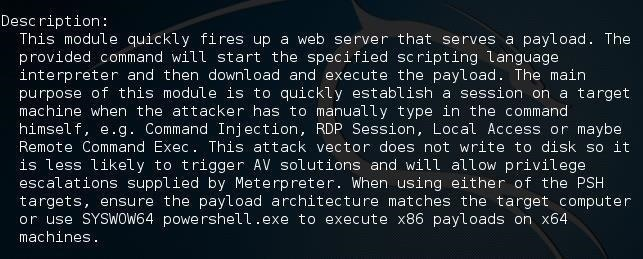 Description:
This module quickly fires up a web server that serves a payload. The
provided command will start the specified scripting language
interpreter and then download and execute the payload. The main
purpose of this module is to quickly establish a session on a target
machine when the attacker has to manually type in the command
himself, e.g. Command Injection, RDP Session, Local Access or maybe
Remote Command Exec. This attack vector does not write to disk so it
is less likely to trigger AV solutions and will allow privilege
escalations supplied by Meterpreter. When using either of the PSH
targets, ensure the payload architecture matches the target computer
or use SYSWOW64 powershell.exe to execute x86 payloads on x64
machines.